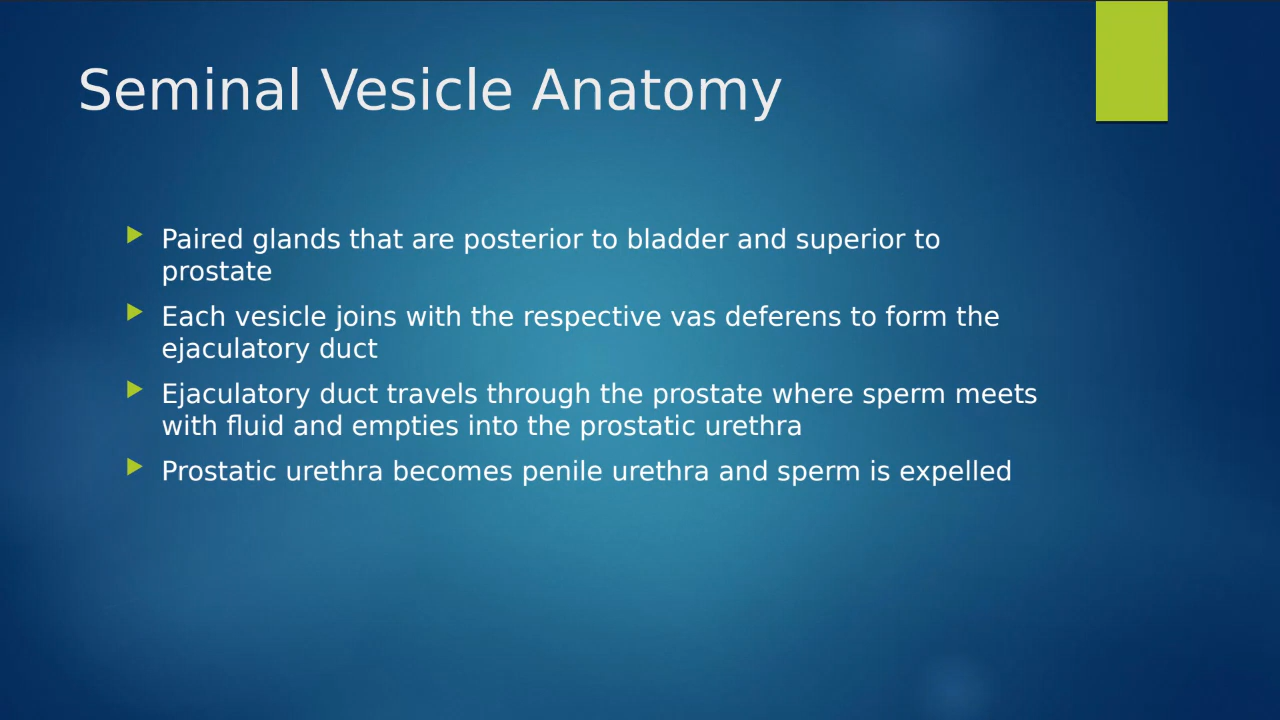 Seminal Vesicle Anatomy
Paired glands that are posterior to bladder and superior to
prostate
Each vesicle joins with the respective vas deferens to form the
ejaculatory duct
Ejaculatory duct travels through the prostate where sperm meets
with fluid and empties into the prostatic urethra
Prostatic urethra becomes penile urethra and sperm is expelled